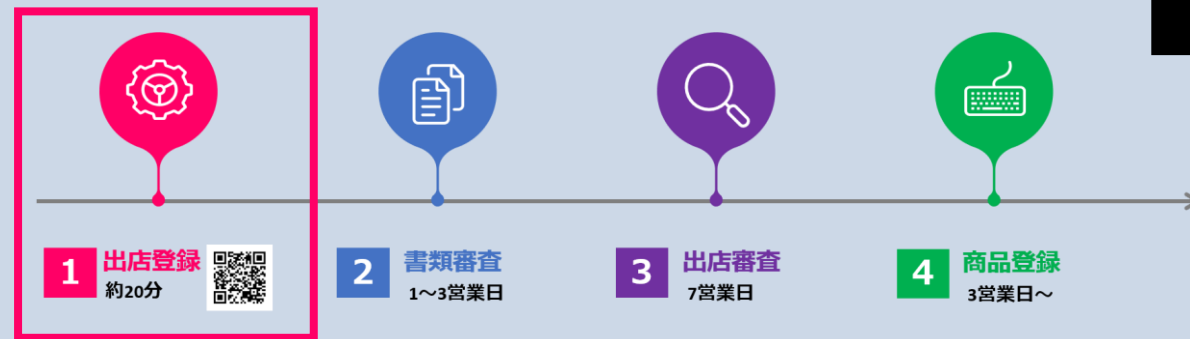 1 出店登録
約20分
2 書類審査
1～3営業日
3 出店審査
7営業日
4 商品登録
3営業日～